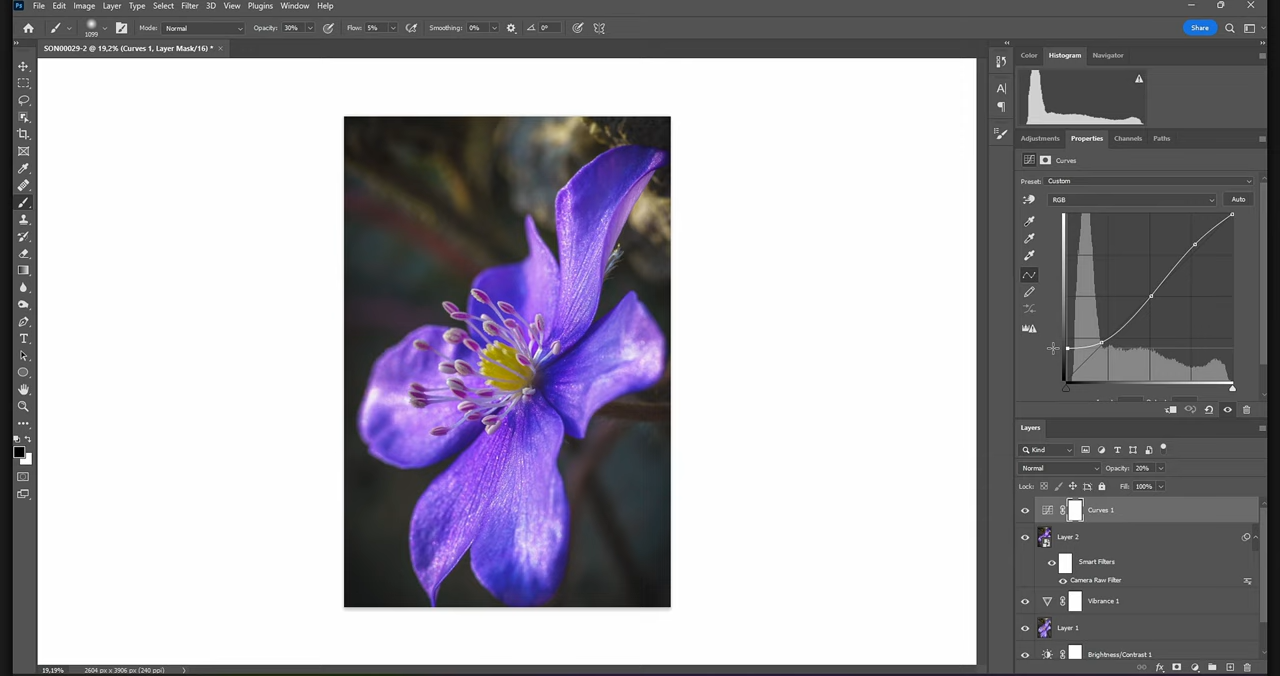 Ps File Edit Image Layer Type Select Filter 3D View Plugins Window Help
1099 Mode: Normal Opacity: 30% Flow: 5% Smoothing: 0% 0° Share
SON00029-2 @ 19,2% (Curves 1, Layer Mask/16) * ×
Color Histogram Navigator
Adjustments Properties Channels Paths
Curves
Preset: Custom
RGB Auto
Layers
Kind
Normal Opacity: 20%
Lock: Fill: 100%
Curves 1
Layer 2
Smart Filters
Camera Raw Filter
Vibrance 1
Layer 1
Brightness/Contrast 1
19,19% 2604 px x 3906 px (240 ppi)